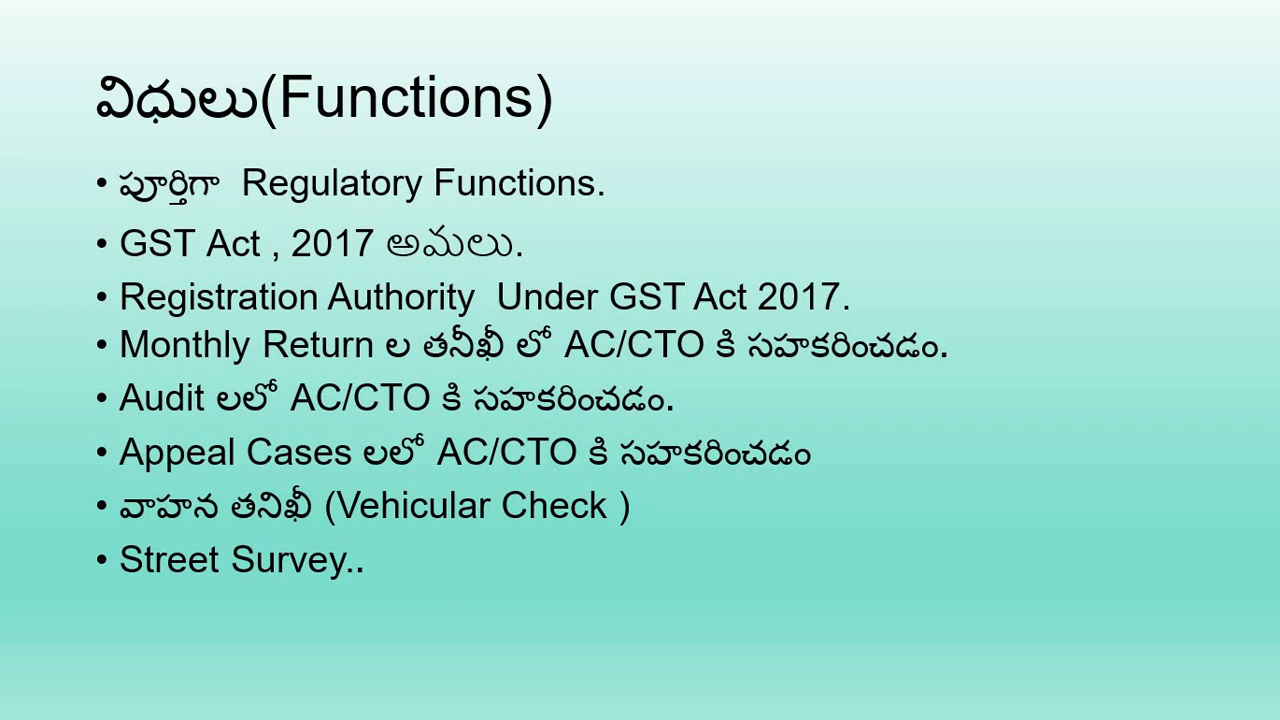 విధులు(Functions)
• పూర్తిగా Regulatory Functions.
• GST Act , 2017 అమలు.
• Registration Authority Under GST Act 2017.
• Monthly Return ల తనీఖీ లో AC/CTO కి సహకరించడం.
• Audit లలో AC/CTO కి సహకరించడం.
• Appeal Cases లలో AC/CTO కి సహకరించడం
• వాహన తనిఖీ (Vehicular Check )
• Street Survey..